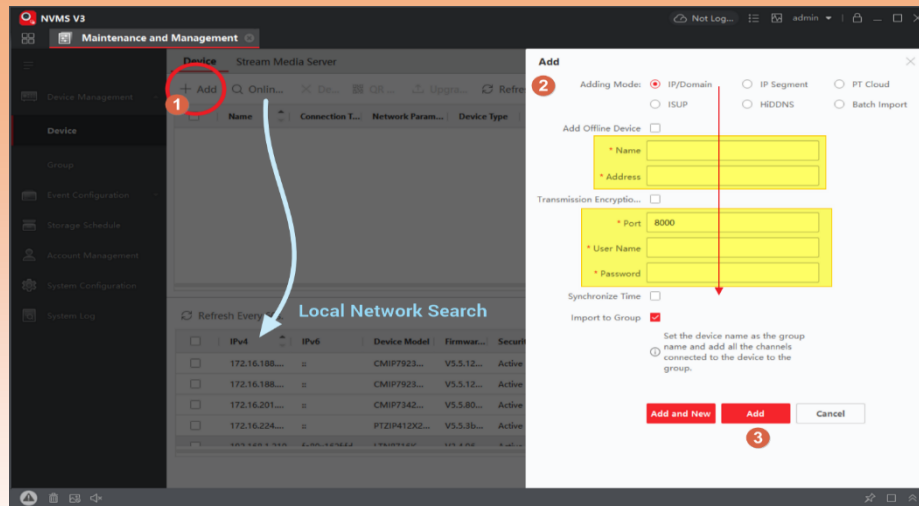 NVMS V3
Not Log...
admin
Maintenance and Management
Device Stream Media Server
+ Add Onlin... De... QR ... Upgra... Refre
1
Name Connection T... Network Param... Device Type
Device Management
Device
Group
Event Configuration
Storage Schedule
Account Management
System Configuration
System Log
Refresh Every
Local Network Search
IPv4 IPv6 Device Model Firmwar... Securit
172.16.188.... :: CMIP7923... V5.5.12... Active
172.16.188.... :: CMIP7923... V5.5.12... Active
172.16.201.... :: CMIP7342... V5.5.80... Active
172.16.224.... :: PTZIP412X2... V5.5.3b... Active
Add
2
Adding Mode: IP/Domain IP Segment PT Cloud
ISUP HiDDNS Batch Import
Add Offline Device
* Name
* Address
Transmission Encryptio...
* Port 8000
* User Name
* Password
Synchronize Time
Import to Group
Set the device name as the group
name and add all the channels
connected to the device to the
group.
Add and New Add Cancel
3